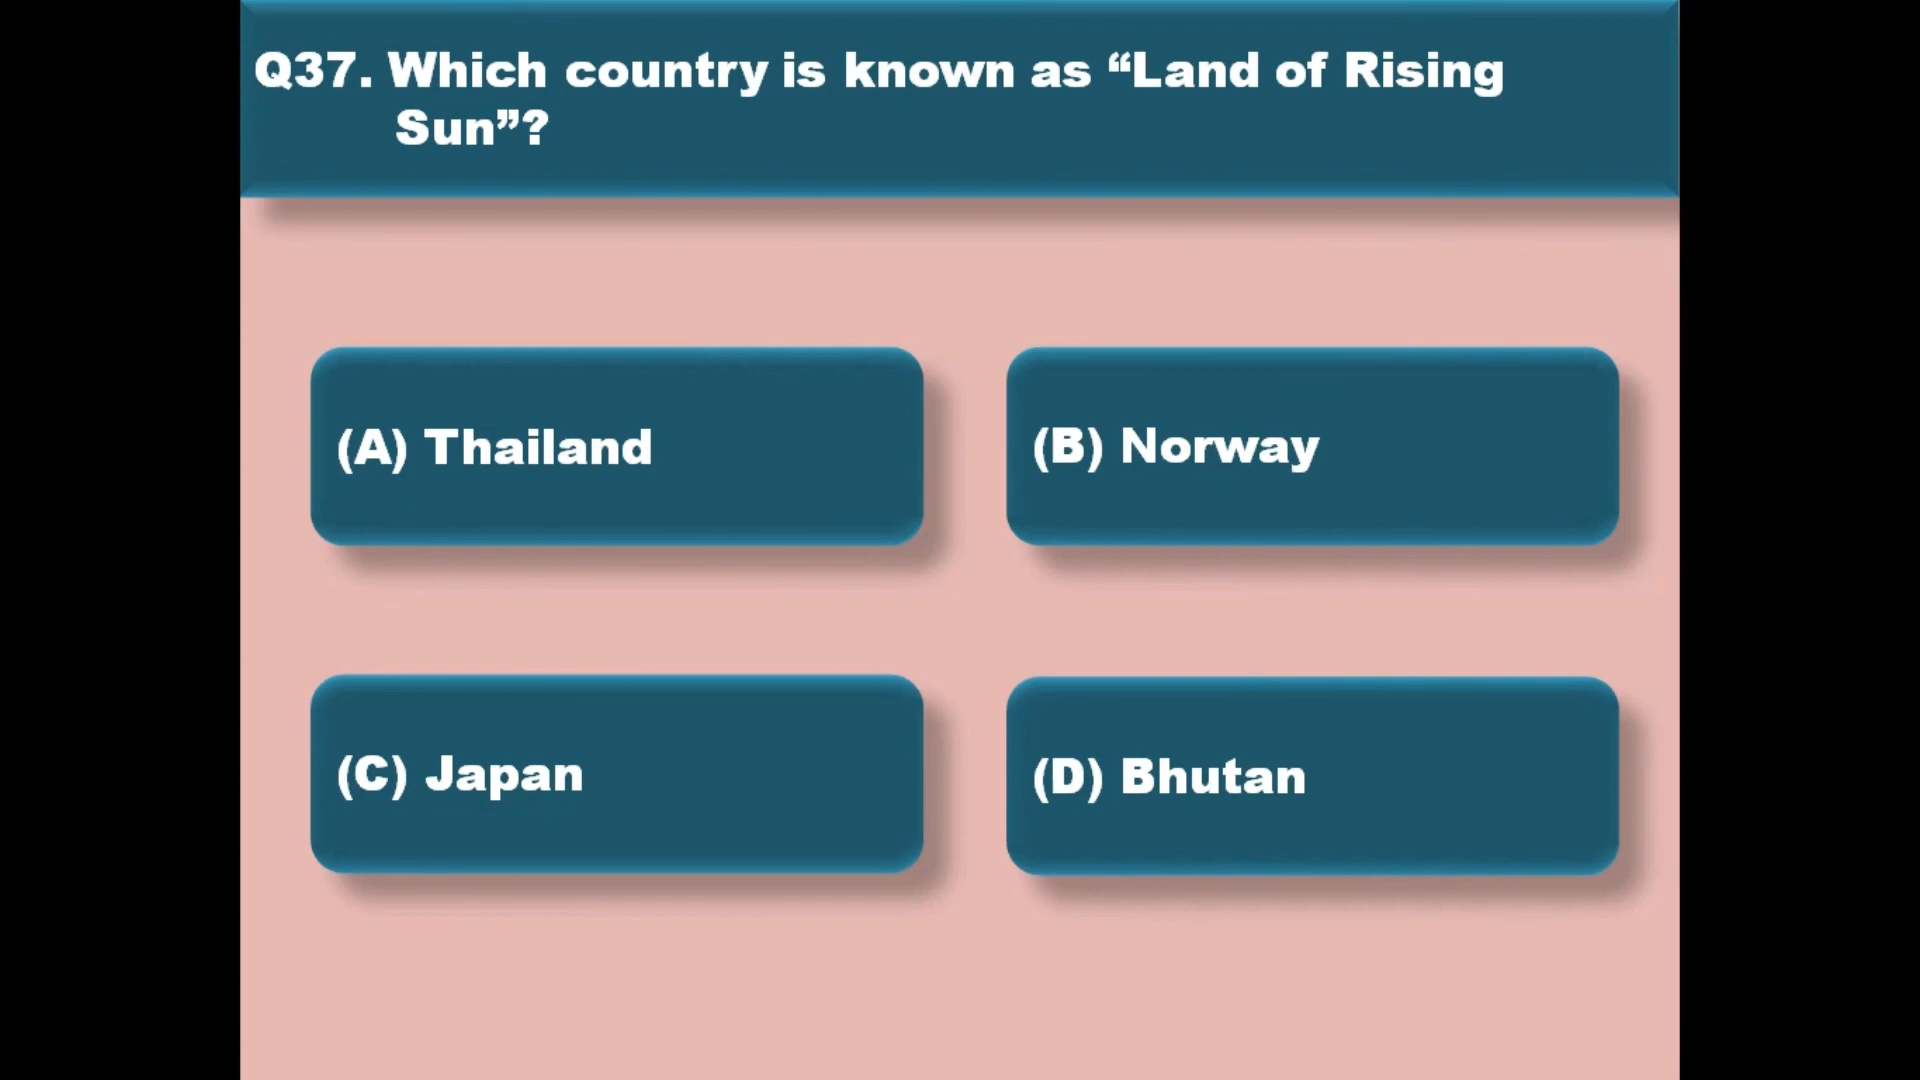 Q37. Which country is known as “Land of Rising
Sun”?
(A) Thailand
(B) Norway
(C) Japan
(D) Bhutan